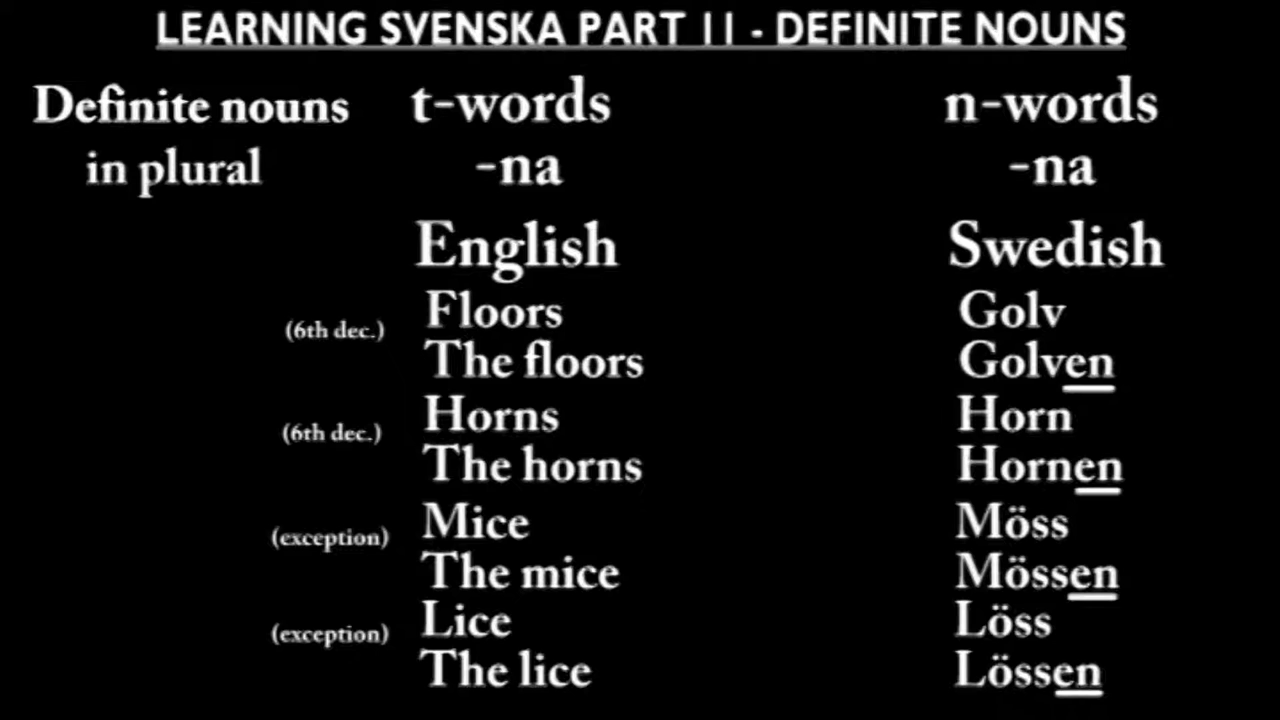 LEARNING SVENSKA PART 11 - DEFINITE NOUNS
Definite nouns t-words n-words
in plural -na -na
English Swedish
Floors Golv
(6th dec.)
The floors Golven
Horns Horn
(6th dec.)
The horns Hornen
Mice Möss
(exception)
The mice Mössen
Lice Löss
(exception)
The lice Lössen